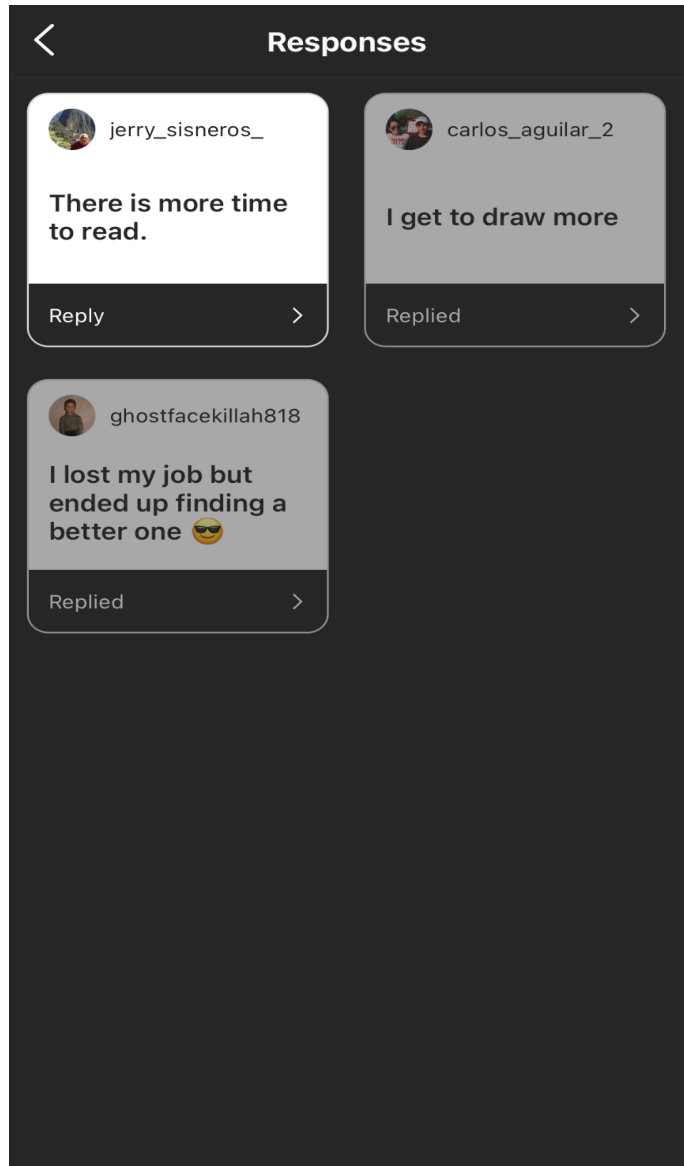 Responses
jerry_sisneros_
There is more time
to read.
Reply
carlos_aguilar_2
I get to draw more
Replied
ghostfacekillah818
I lost my job but
ended up finding a
better one 😎
Replied